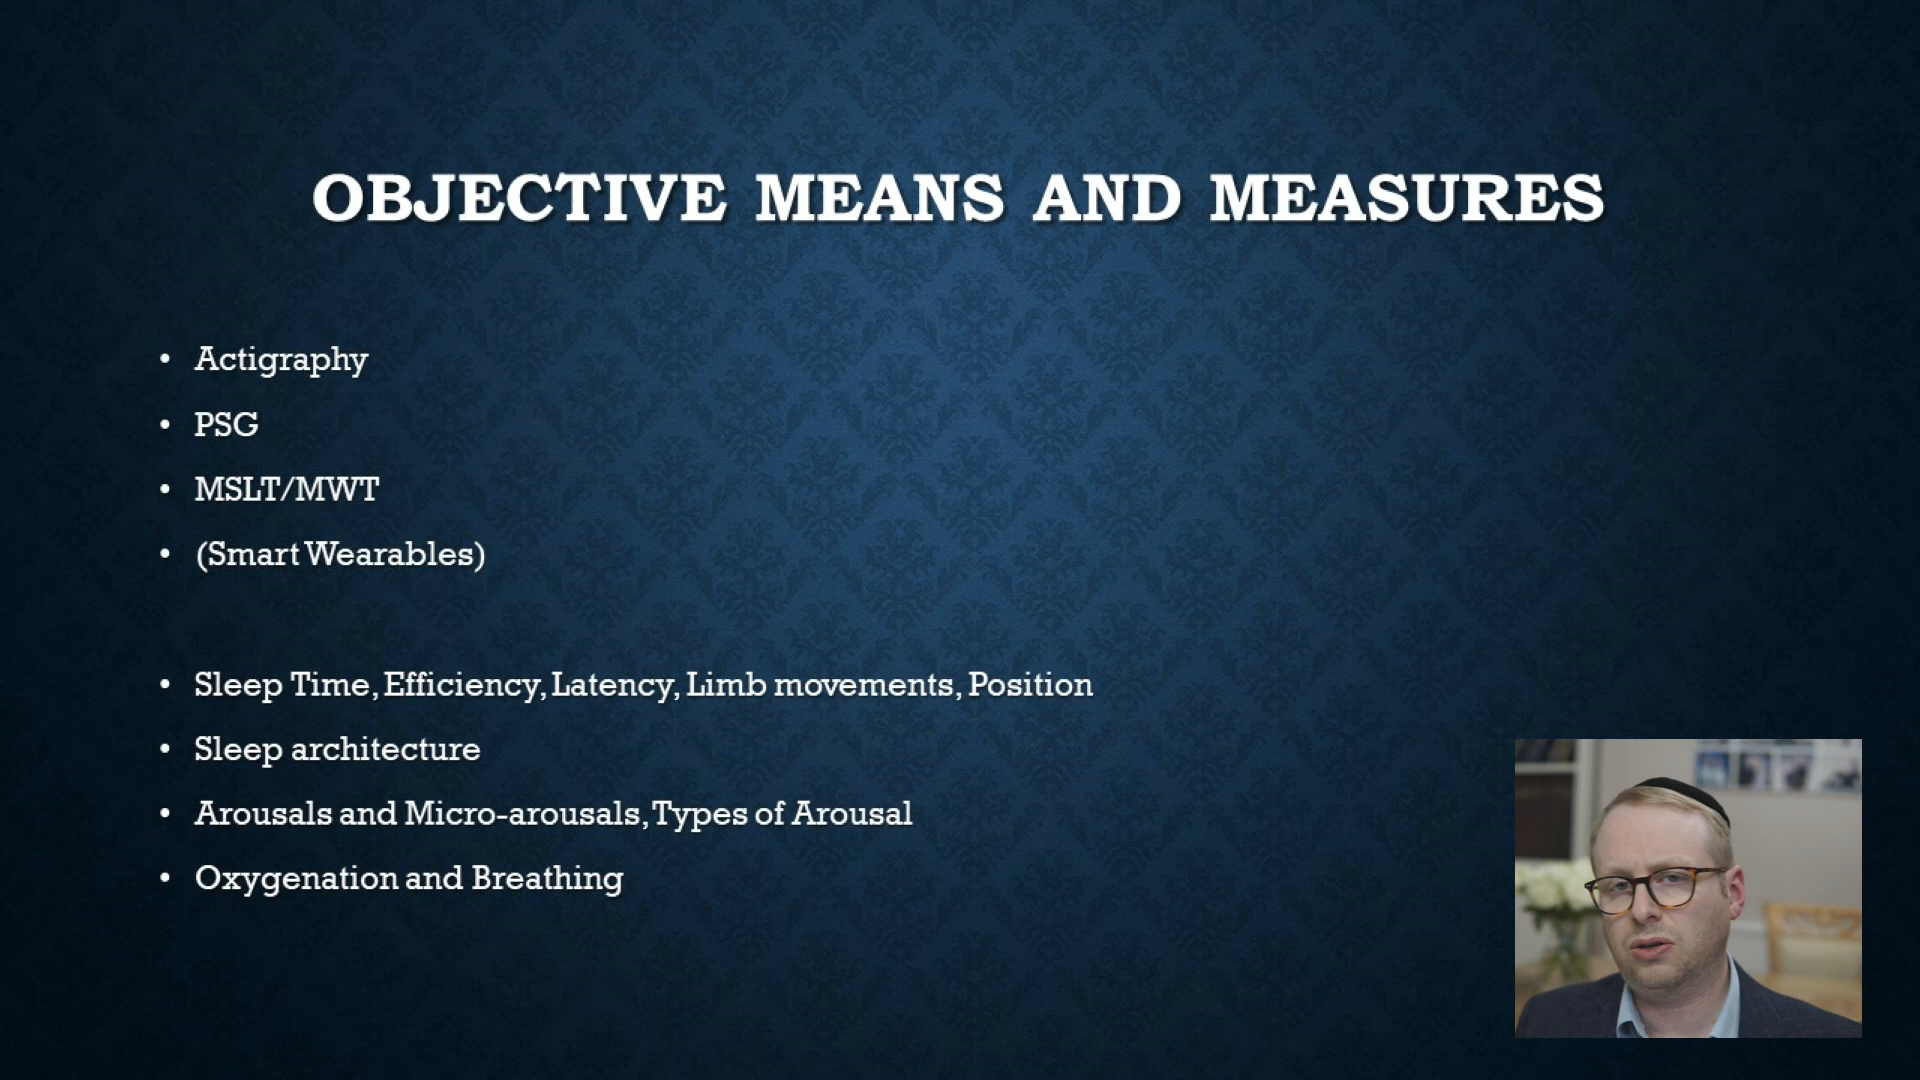 OBJECTIVE MEANS AND MEASURES
• Actigraphy
• PSG
• MSLT/MWT
• (Smart Wearables)
• Sleep Time, Efficiency, Latency, Limb movements, Position
• Sleep architecture
• Arousals and Micro-arousals, Types of Arousal
• Oxygenation and Breathing